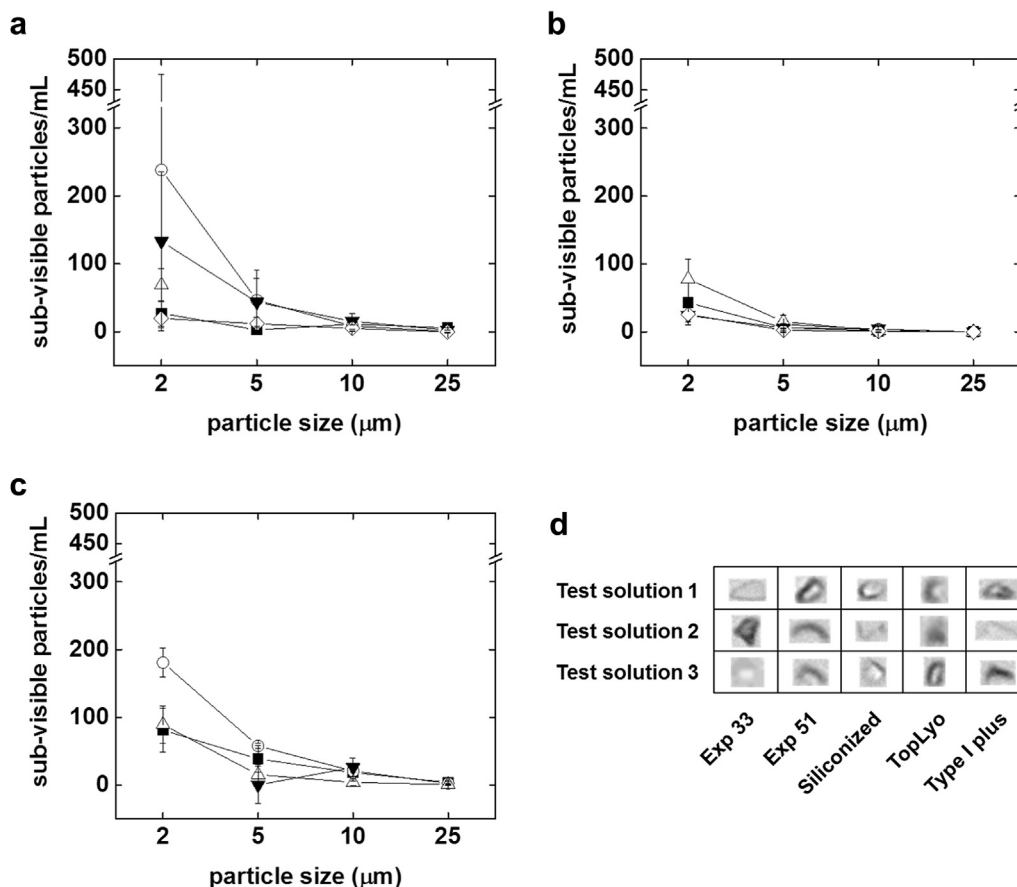 a
500
450
300
200
100
0
sub-visible particles/mL
2 5 10 25
particle size (μm)
b
500
450
300
200
100
0
sub-visible particles/mL
2 5 10 25
particle size (μm)
c
500
450
300
200
100
0
sub-visible particles/mL
2 5 10 25
particle size (μm)
d
Test solution 1
Test solution 2
Test solution 3
Exp 33
Exp 51
Siliconized
TopLyo
Type I plus